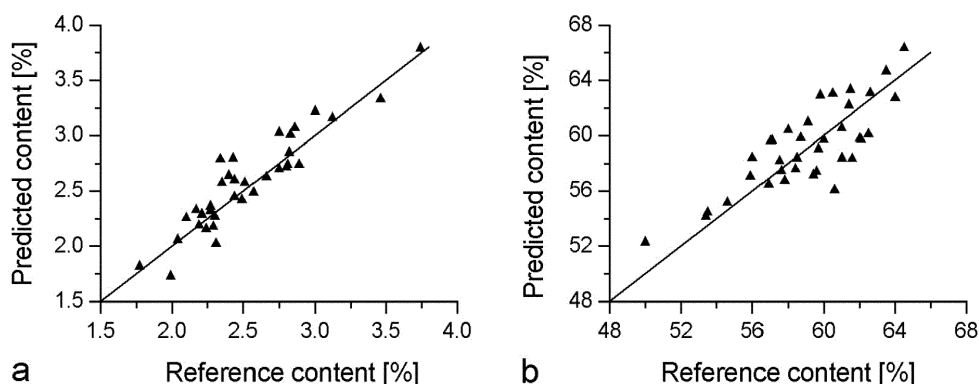 4.0
3.5
3.0
2.5
2.0
1.5
Predicted content [%]
1.5 2.0 2.5 3.0 3.5 4.0
a Reference content [%]
68
64
60
56
52
48
Predicted content [%]
48 52 56 60 64 68
b Reference content [%]